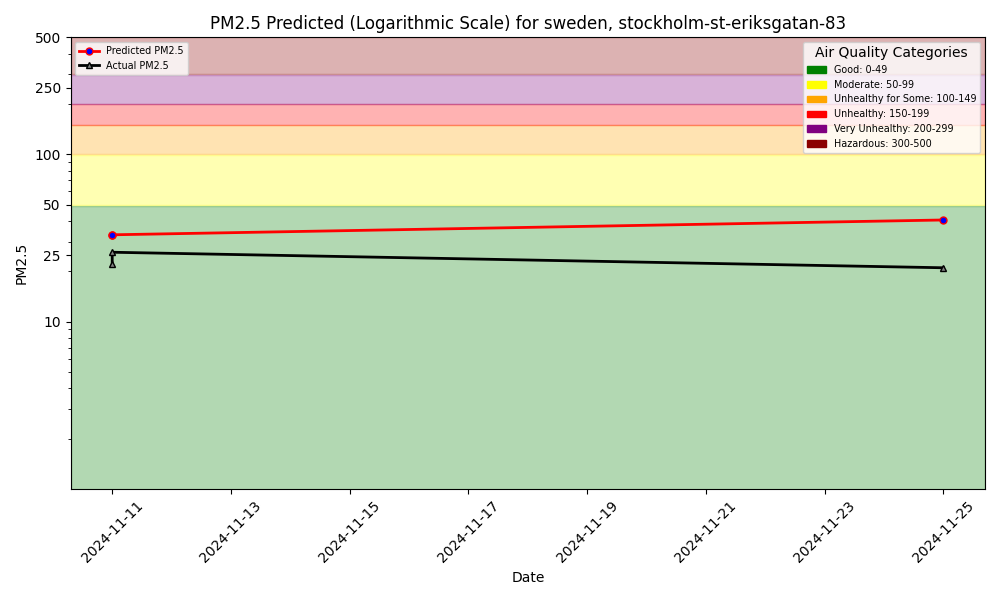 PM2.5 Predicted (Logarithmic Scale) for sweden, stockholm-st-eriksgatan-83
Predicted PM2.5
Actual PM2.5
Air Quality Categories
Good: 0-49
Moderate: 50-99
Unhealthy for Some: 100-149
Unhealthy: 150-199
Very Unhealthy: 200-299
Hazardous: 300-500
500
250
100
50
25
10
PM2.5
2024-11-11
2024-11-13
2024-11-15
2024-11-17
2024-11-19
2024-11-21
2024-11-23
2024-11-25
Date